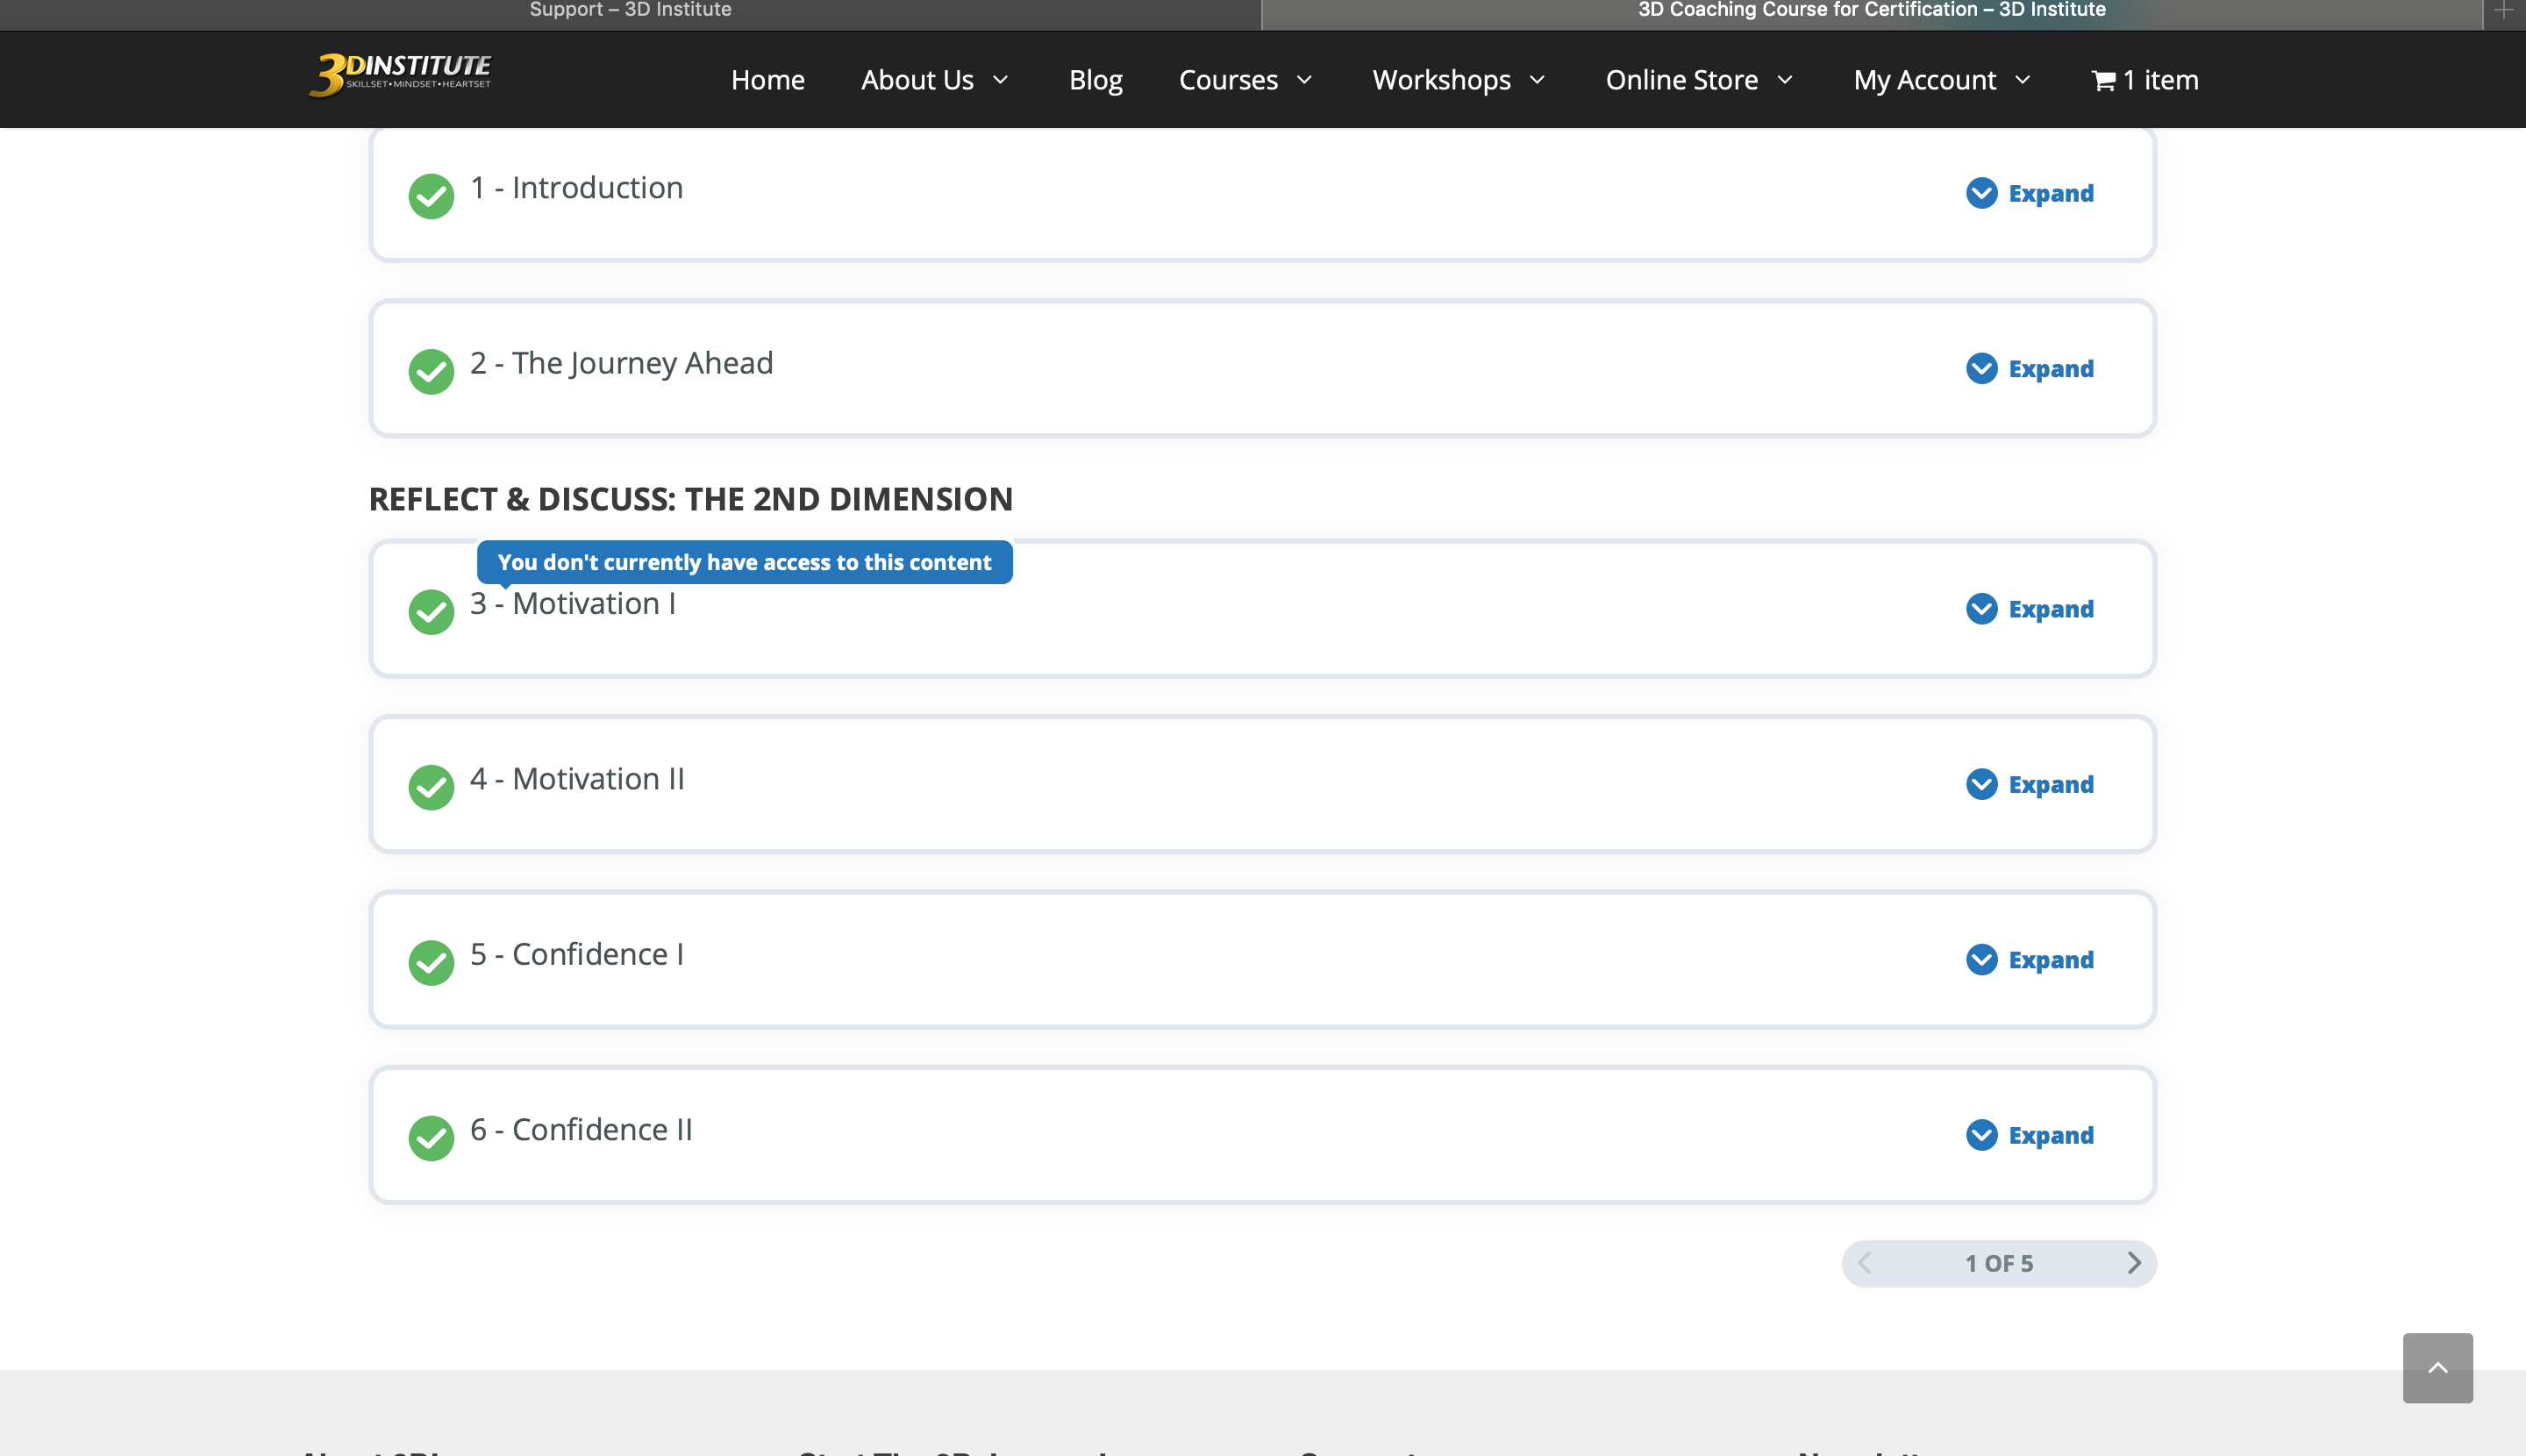 Support – 3D Institute
3D Coaching Course for Certification – 3D Institute
3DINSTITUTE
SKILLSET•MINDSET•HEARTSET
Home
About Us
Blog
Courses
Workshops
Online Store
My Account
1 item
1 - Introduction
Expand
2 - The Journey Ahead
Expand
REFLECT & DISCUSS: THE 2ND DIMENSION
You don't currently have access to this content
3 - Motivation I
Expand
4 - Motivation II
Expand
5 - Confidence I
Expand
6 - Confidence II
Expand
1 OF 5